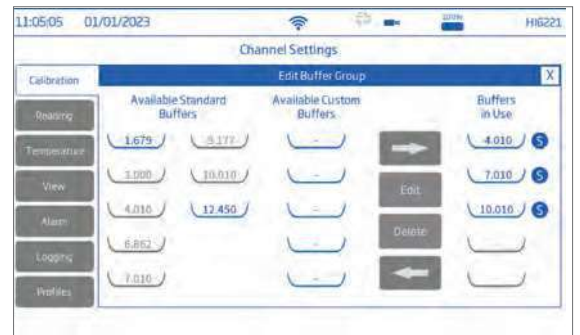 11:05:05 01/01/2023 HI6221
Channel Settings
Calibration
Edit Buffer Group
X
Reading
Temperature
View
Alarm
Logging
Profiles
Available Standard
Buffers
Available Custom
Buffers
Buffers
in Use
1.679 9.177 - 4.010 S
3.000 10.010 - Edit 7.010 S
4.010 12.450 - 10.010 S
6.862 - Delete -
7.010 - -